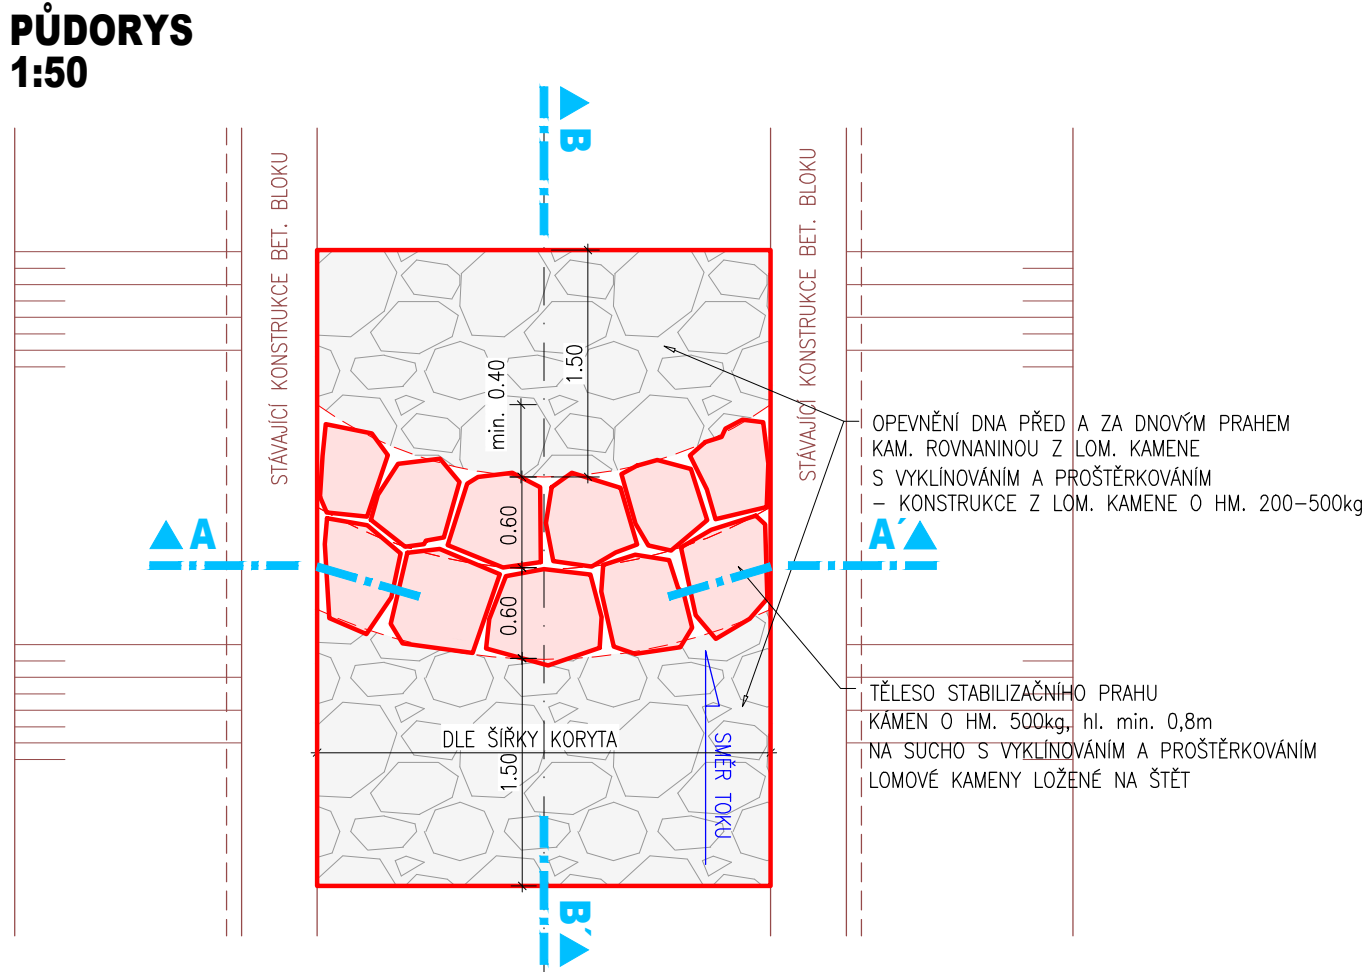 PŮDORYS
1:50
B
STÁVAJÍCÍ KONSTRUKCE BET. BLOKU
STÁVAJÍCÍ KONSTRUKCE BET. BLOKU
1.50
min. 0.40
OPEVNĚNÍ DNA PŘED A ZA DNOVÝM PRAHEM
KAM. ROVNANINOU Z LOM. KAMENE
S VYKLÍNOVÁNÍM A PROŠTĚRKOVÁNÍM
– KONSTRUKCE Z LOM. KAMENE O HM. 200–500kg
A
A´
0.60
0.60
TĚLESO STABILIZAČNÍHO PRAHU
KÁMEN O HM. 500kg, hl. min. 0,8m
NA SUCHO S VYKLÍNOVÁNÍM A PROŠTĚRKOVÁNÍM
LOMOVÉ KAMENY LOŽENÉ NA ŠTĚT
DLE ŠÍŘKY KORYTA
1.50
SMĚR TOKU
B´